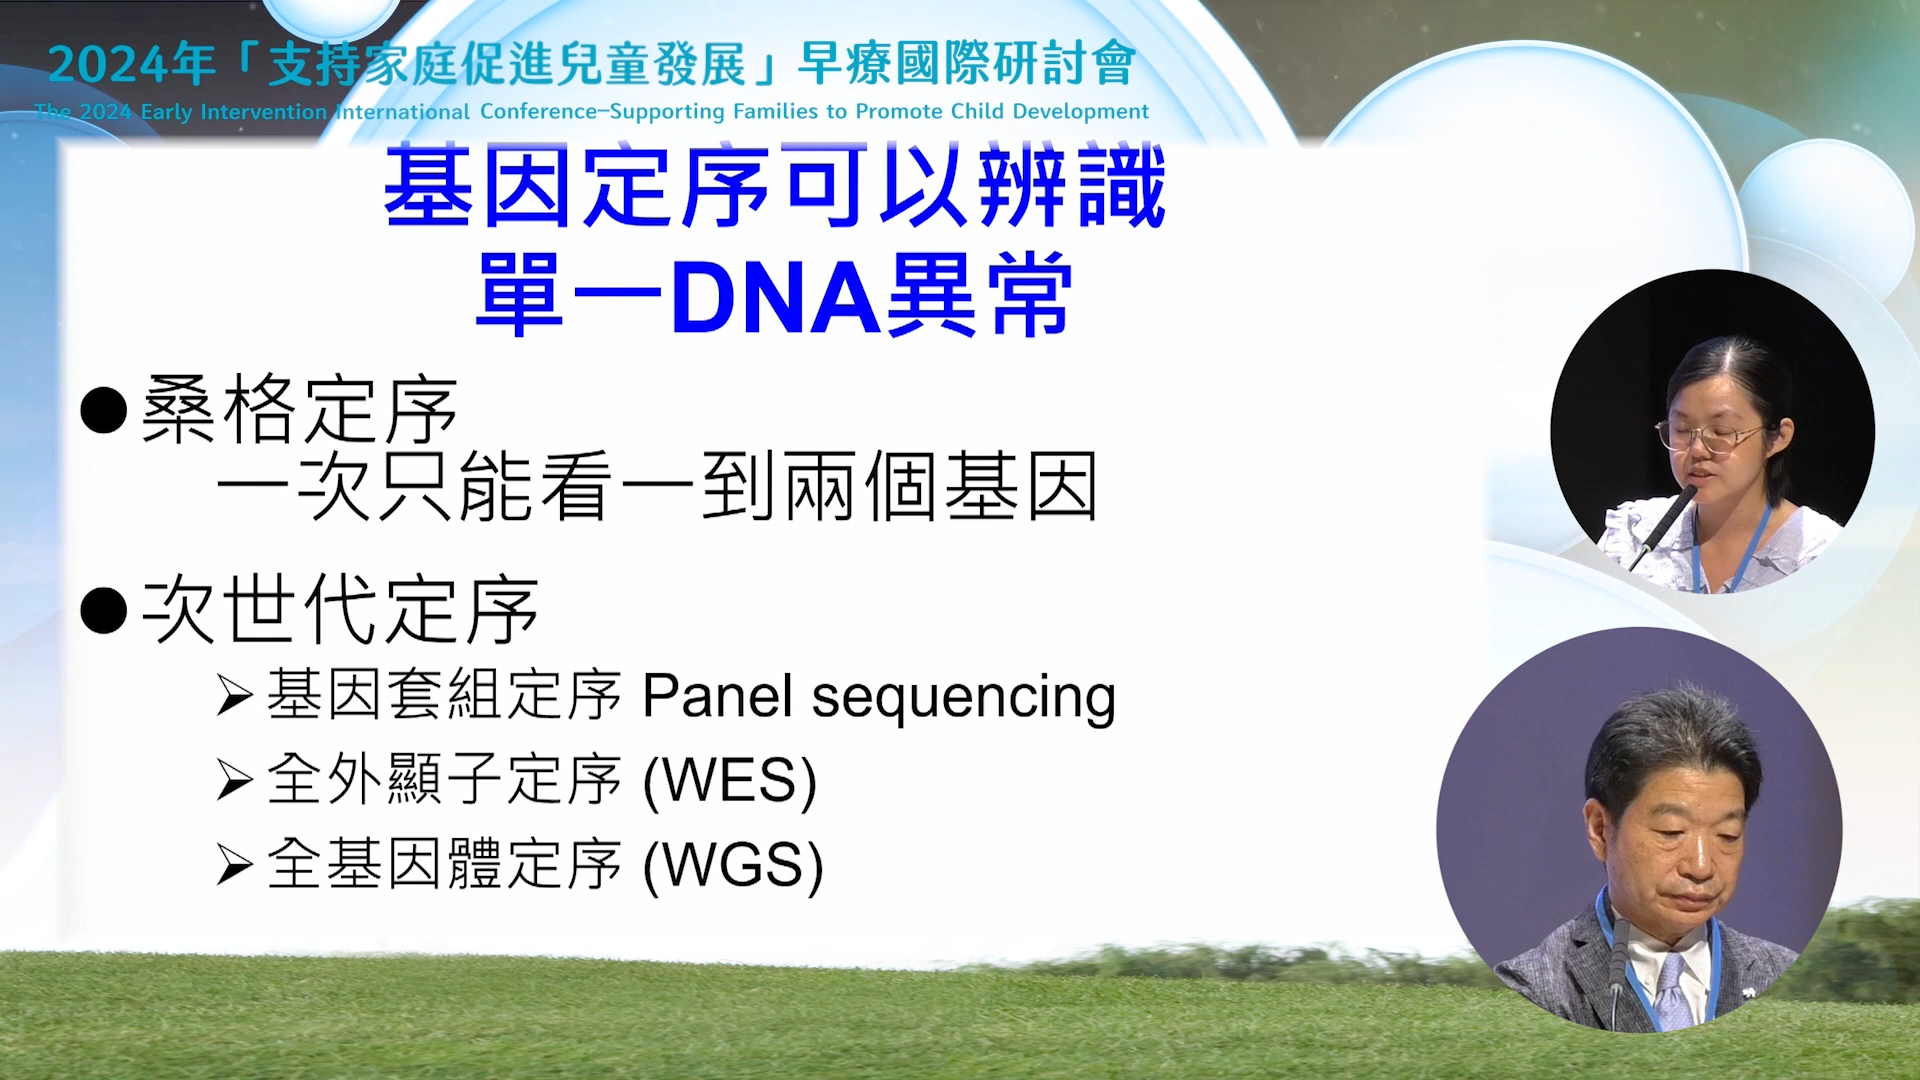 2024年「支持家庭促進兒童發展」早療國際研討會
The 2024 Early Intervention International Conference–Supporting Families to Promote Child Development
基因定序可以辨識
單一DNA異常
●桑格定序
一次只能看一到兩個基因
●次世代定序
➢基因套組定序 Panel sequencing
➢全外顯子定序 (WES)
➢全基因體定序 (WGS)